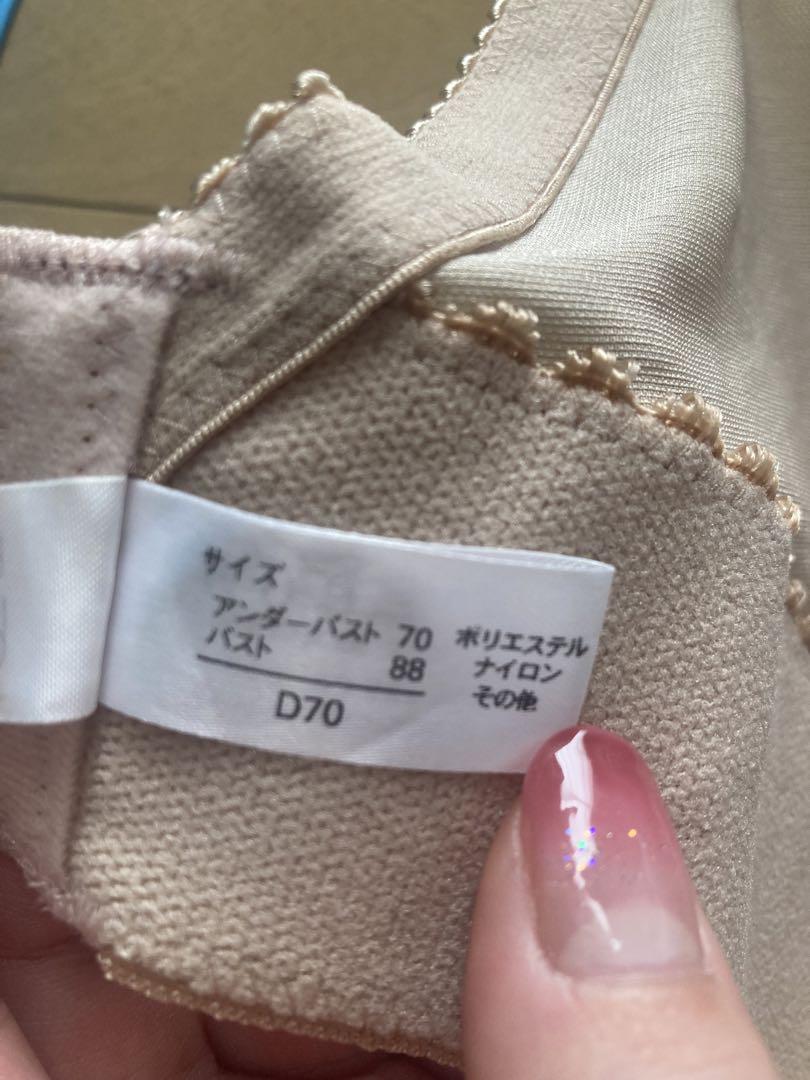 サイズ
アンダーバスト 70
バスト 88
D70
ポリエステル
ナイロン
その他